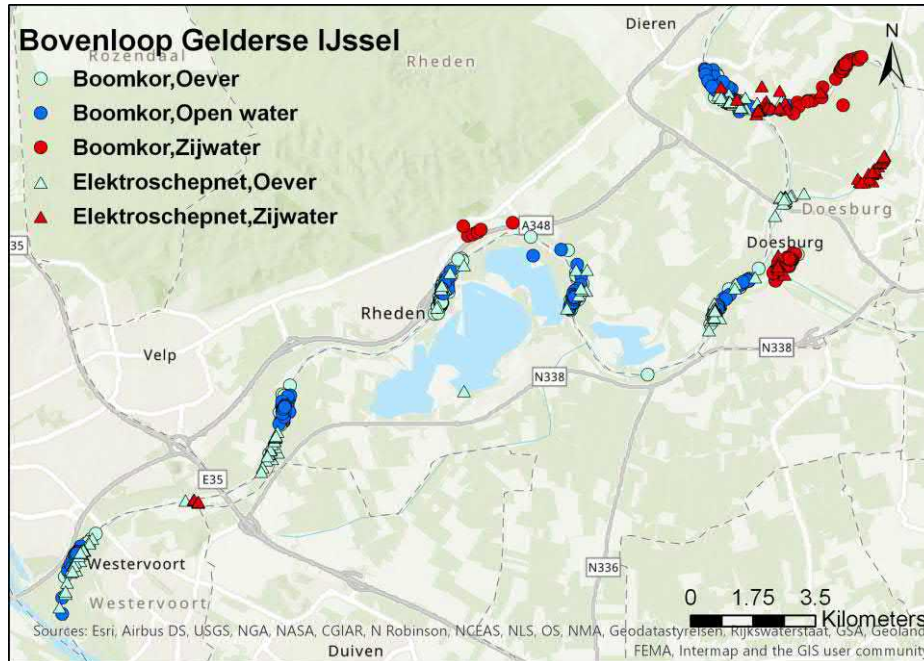 Dieren
Bovenloop Gelderse IJssel
Rozendaal
Rheden
N
Boomkor,Oever
Boomkor,Open water
Boomkor,Zijwater
Elektroschepnet,Oever
Elektroschepnet,Zijwater
A348
35
Doesburg
Doesburg
Rheden
Velp
N338
N338
E35
Westervoort
Westervoort
N336
0 1.75 3.5
Kilometers
Sources: Esri, Airbus DS, USGS, NGA, NASA, CGIAR, N Robinson, NCEAS, NLS, OS, NMA, Geodatastyrelsen, Rijkswaterstaat, GSA, Geoland
FEMA, Intermap and the GIS user communi
Duiven